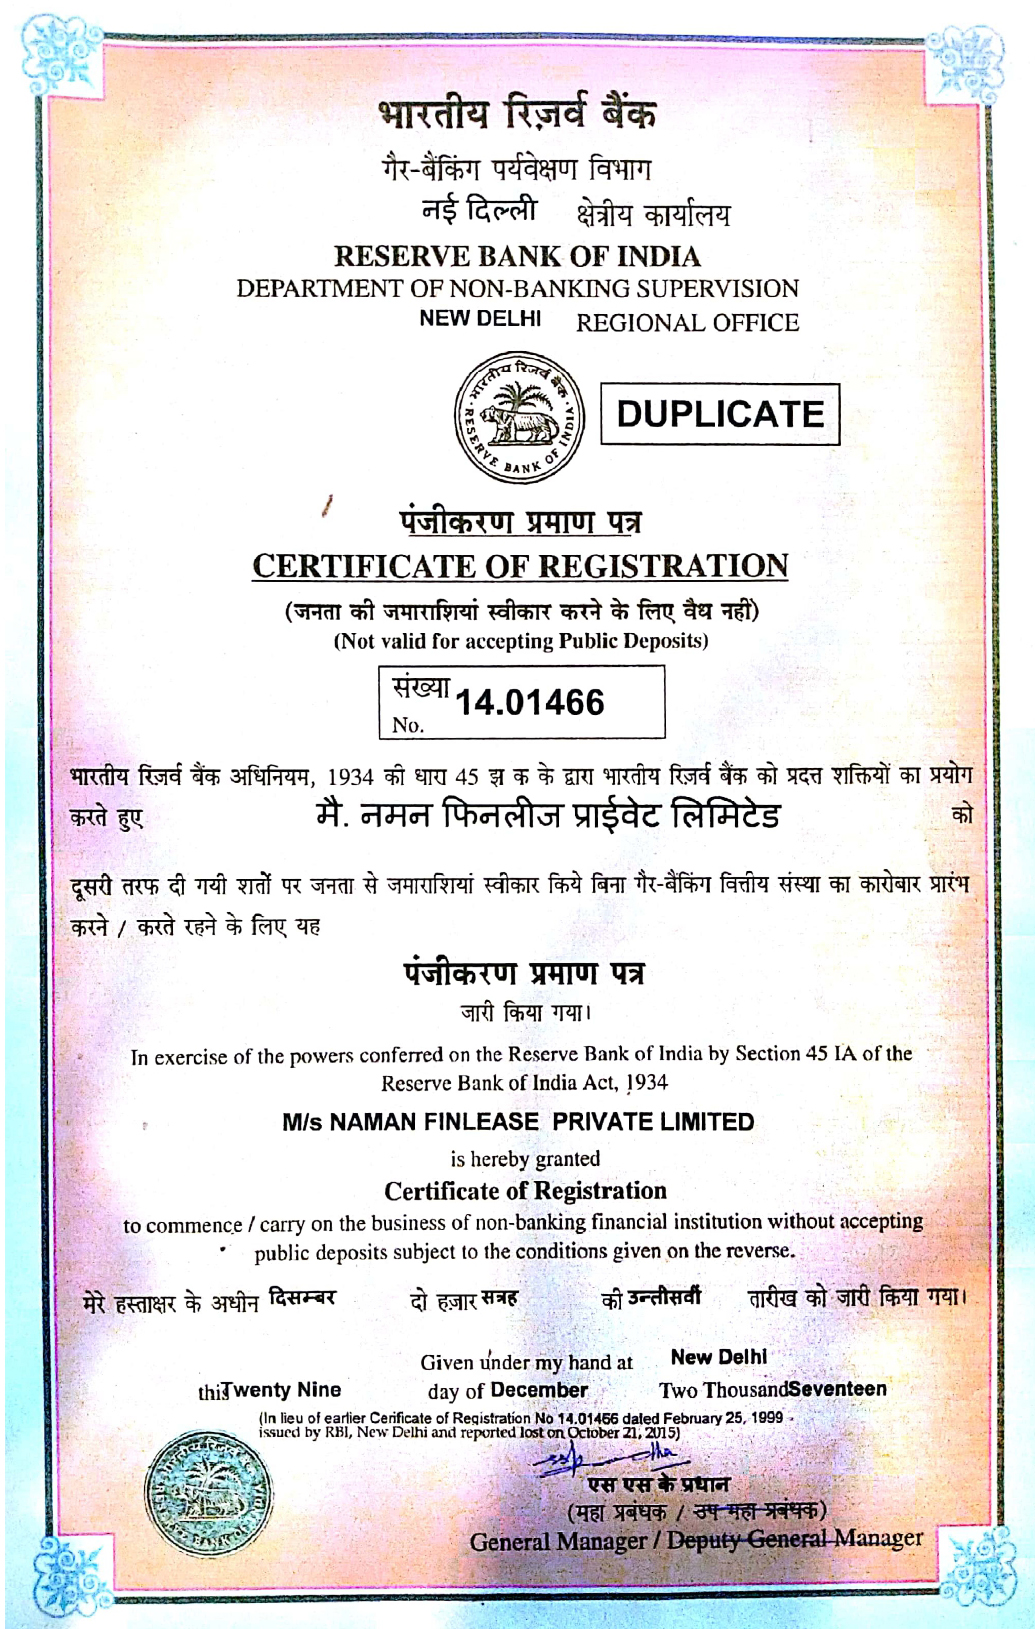 भारतीय रिज़र्व बैंक
गैर-बैंकिंग पर्यवेक्षण विभाग
नई दिल्ली क्षेत्रीय कार्यालय
RESERVE BANK OF INDIA
DEPARTMENT OF NON-BANKING SUPERVISION
NEW DELHI REGIONAL OFFICE
भारतीय रिज़र्व बैंक
RESERVE BANK OF INDIA
DUPLICATE
पंजीकरण प्रमाण पत्र
CERTIFICATE OF REGISTRATION
(जनता की जमाराशियां स्वीकार करने के लिए वैध नहीं)
(Not valid for accepting Public Deposits)
संख्या 14.01466
No.
भारतीय रिज़र्व बैंक अधिनियम, 1934 की धारा 45 झ क के द्वारा भारतीय रिज़र्व बैंक को प्रदत्त शक्तियों का प्रयोग
करते हुए मै. नमन फिनलीज प्राईवेट लिमिटेड को
दूसरी तरफ दी गयी शर्तों पर जनता से जमाराशियां स्वीकार किये बिना गैर-बैंकिंग वित्तीय संस्था का कारोबार प्रारंभ
करने / करते रहने के लिए यह
पंजीकरण प्रमाण पत्र
जारी किया गया।
In exercise of the powers conferred on the Reserve Bank of India by Section 45 IA of the
Reserve Bank of India Act, 1934
M/s NAMAN FINLEASE PRIVATE LIMITED
is hereby granted
Certificate of Registration
to commence / carry on the business of non-banking financial institution without accepting
public deposits subject to the conditions given on the reverse.
मेरे हस्ताक्षर के अधीन दिसम्बर दो हज़ार सत्रह की उन्तीसवीं तारीख को जारी किया गया।
Given under my hand at New Delhi
this Twenty Nine day of December Two Thousand Seventeen
(In lieu of earlier Cerificate of Registration No 14.01466 dated February 25, 1999
issued by RBI, New Delhi and reported lost on October 21, 2015)
एस एस के प्रधान
(महा प्रबंधक / उप महा प्रबंधक)
General Manager / Deputy General Manager